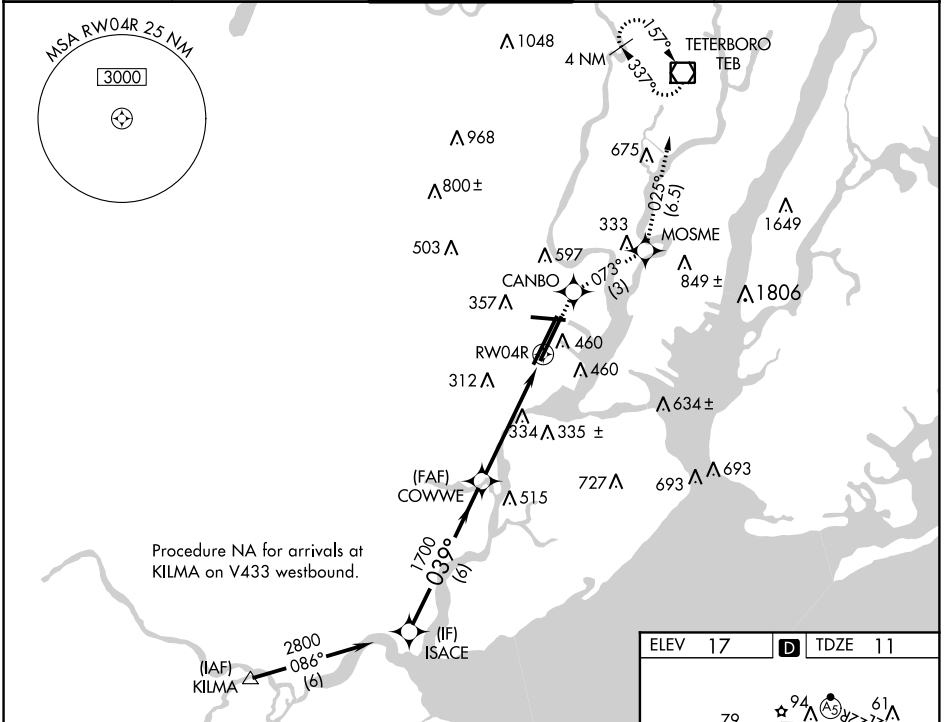 MSA RW04R 25 NM
3000
1048
4 NM
157°
337°
TETERBORO
TEB
968
675
800 ±
025°
(6.5)
1649
503
597
333
MOSME
CANBO
073°
(3)
849 ±
1806
357
RW04R
460
460
312
634 ±
334
335 ±
(FAF)
COWWE
515
727
693
693
Procedure NA for arrivals at
KILMA on V433 westbound.
1700
039°
(6)
(IF)
ISACE
2800
086°
(6)
(IAF)
KILMA
ELEV 17
D
TDZE 11
79
94
A5
61